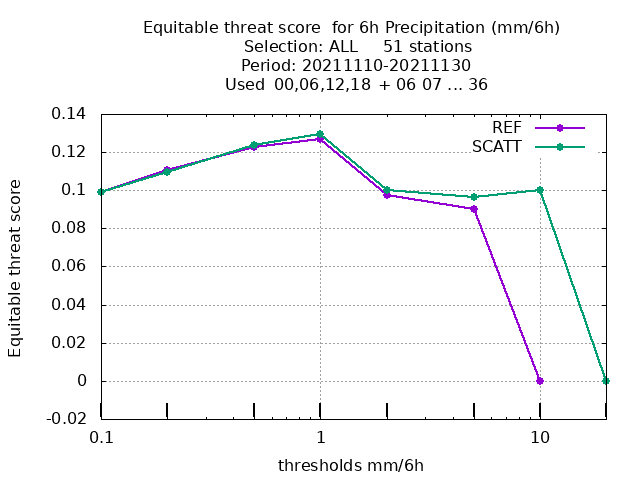 Equitable threat score  for 6h Precipitation (mm/6h)
Selection: ALL     51 stations
Period: 20211110-20211130
Used  00,06,12,18  + 06 07 ... 36
REF
SCATT
0.14
0.12
0.1
0.08
0.06
0.04
0.02
0
-0.02
Equitable threat score
0.1
1
10
thresholds mm/6h